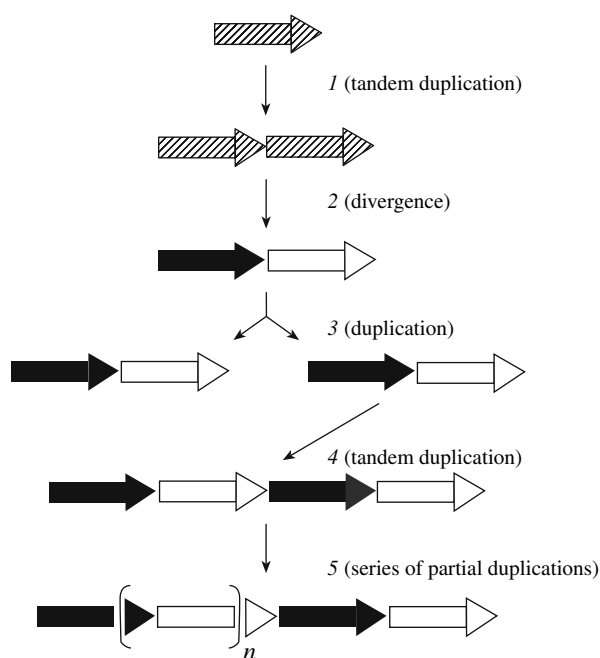 1 (tandem duplication)
2 (divergence)
3 (duplication)
4 (tandem duplication)
5 (series of partial duplications)
n